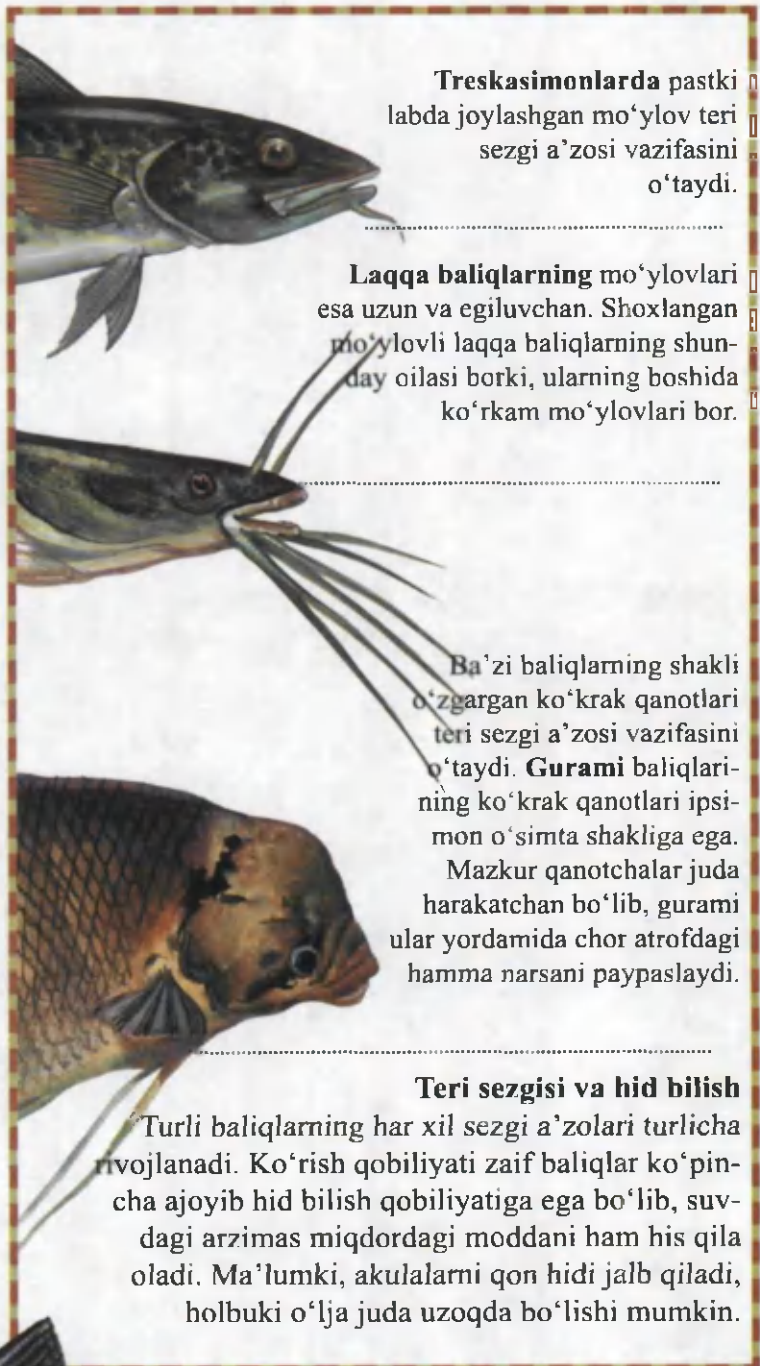 Treskasimonlarda pastki
labda joylashgan mo‘ylov teri
sezgi a’zosi vazifasini
o‘taydi.
Laqqa baliqlarning mo‘ylovlari
esa uzun va egiluvchan. Shoxlangan
mo‘ylovli laqqa baliqlarning shun-
day oilasi borki, ularning boshida
ko‘rkam mo‘ylovlari bor.
Ba’zi baliqlarning shakli
o‘zgargan ko‘krak qanotlari
teri sezgi a’zosi vazifasini
o‘taydi. Gurami baliqlari-
ning ko‘krak qanotlari ipsi-
mon o‘simta shakliga ega.
Mazkur qanotchalar juda
harakatchan bo‘lib, gurami
ular yordamida chor atrofdagi
hamma narsani paypaslaydi.
Teri sezgisi va hid bilish
Turli baliqlarning har xil sezgi a’zolari turlicha
rivojlanadi. Ko‘rish qobiliyati zaif baliqlar ko‘pin-
cha ajoyib hid bilish qobiliyatiga ega bo‘lib, suv-
dagi arzimas miqdordagi moddani ham his qila
oladi. Ma’lumki, akulalarni qon hidi jalb qiladi,
holbuki o‘lja juda uzoqda bo‘lishi mumkin.